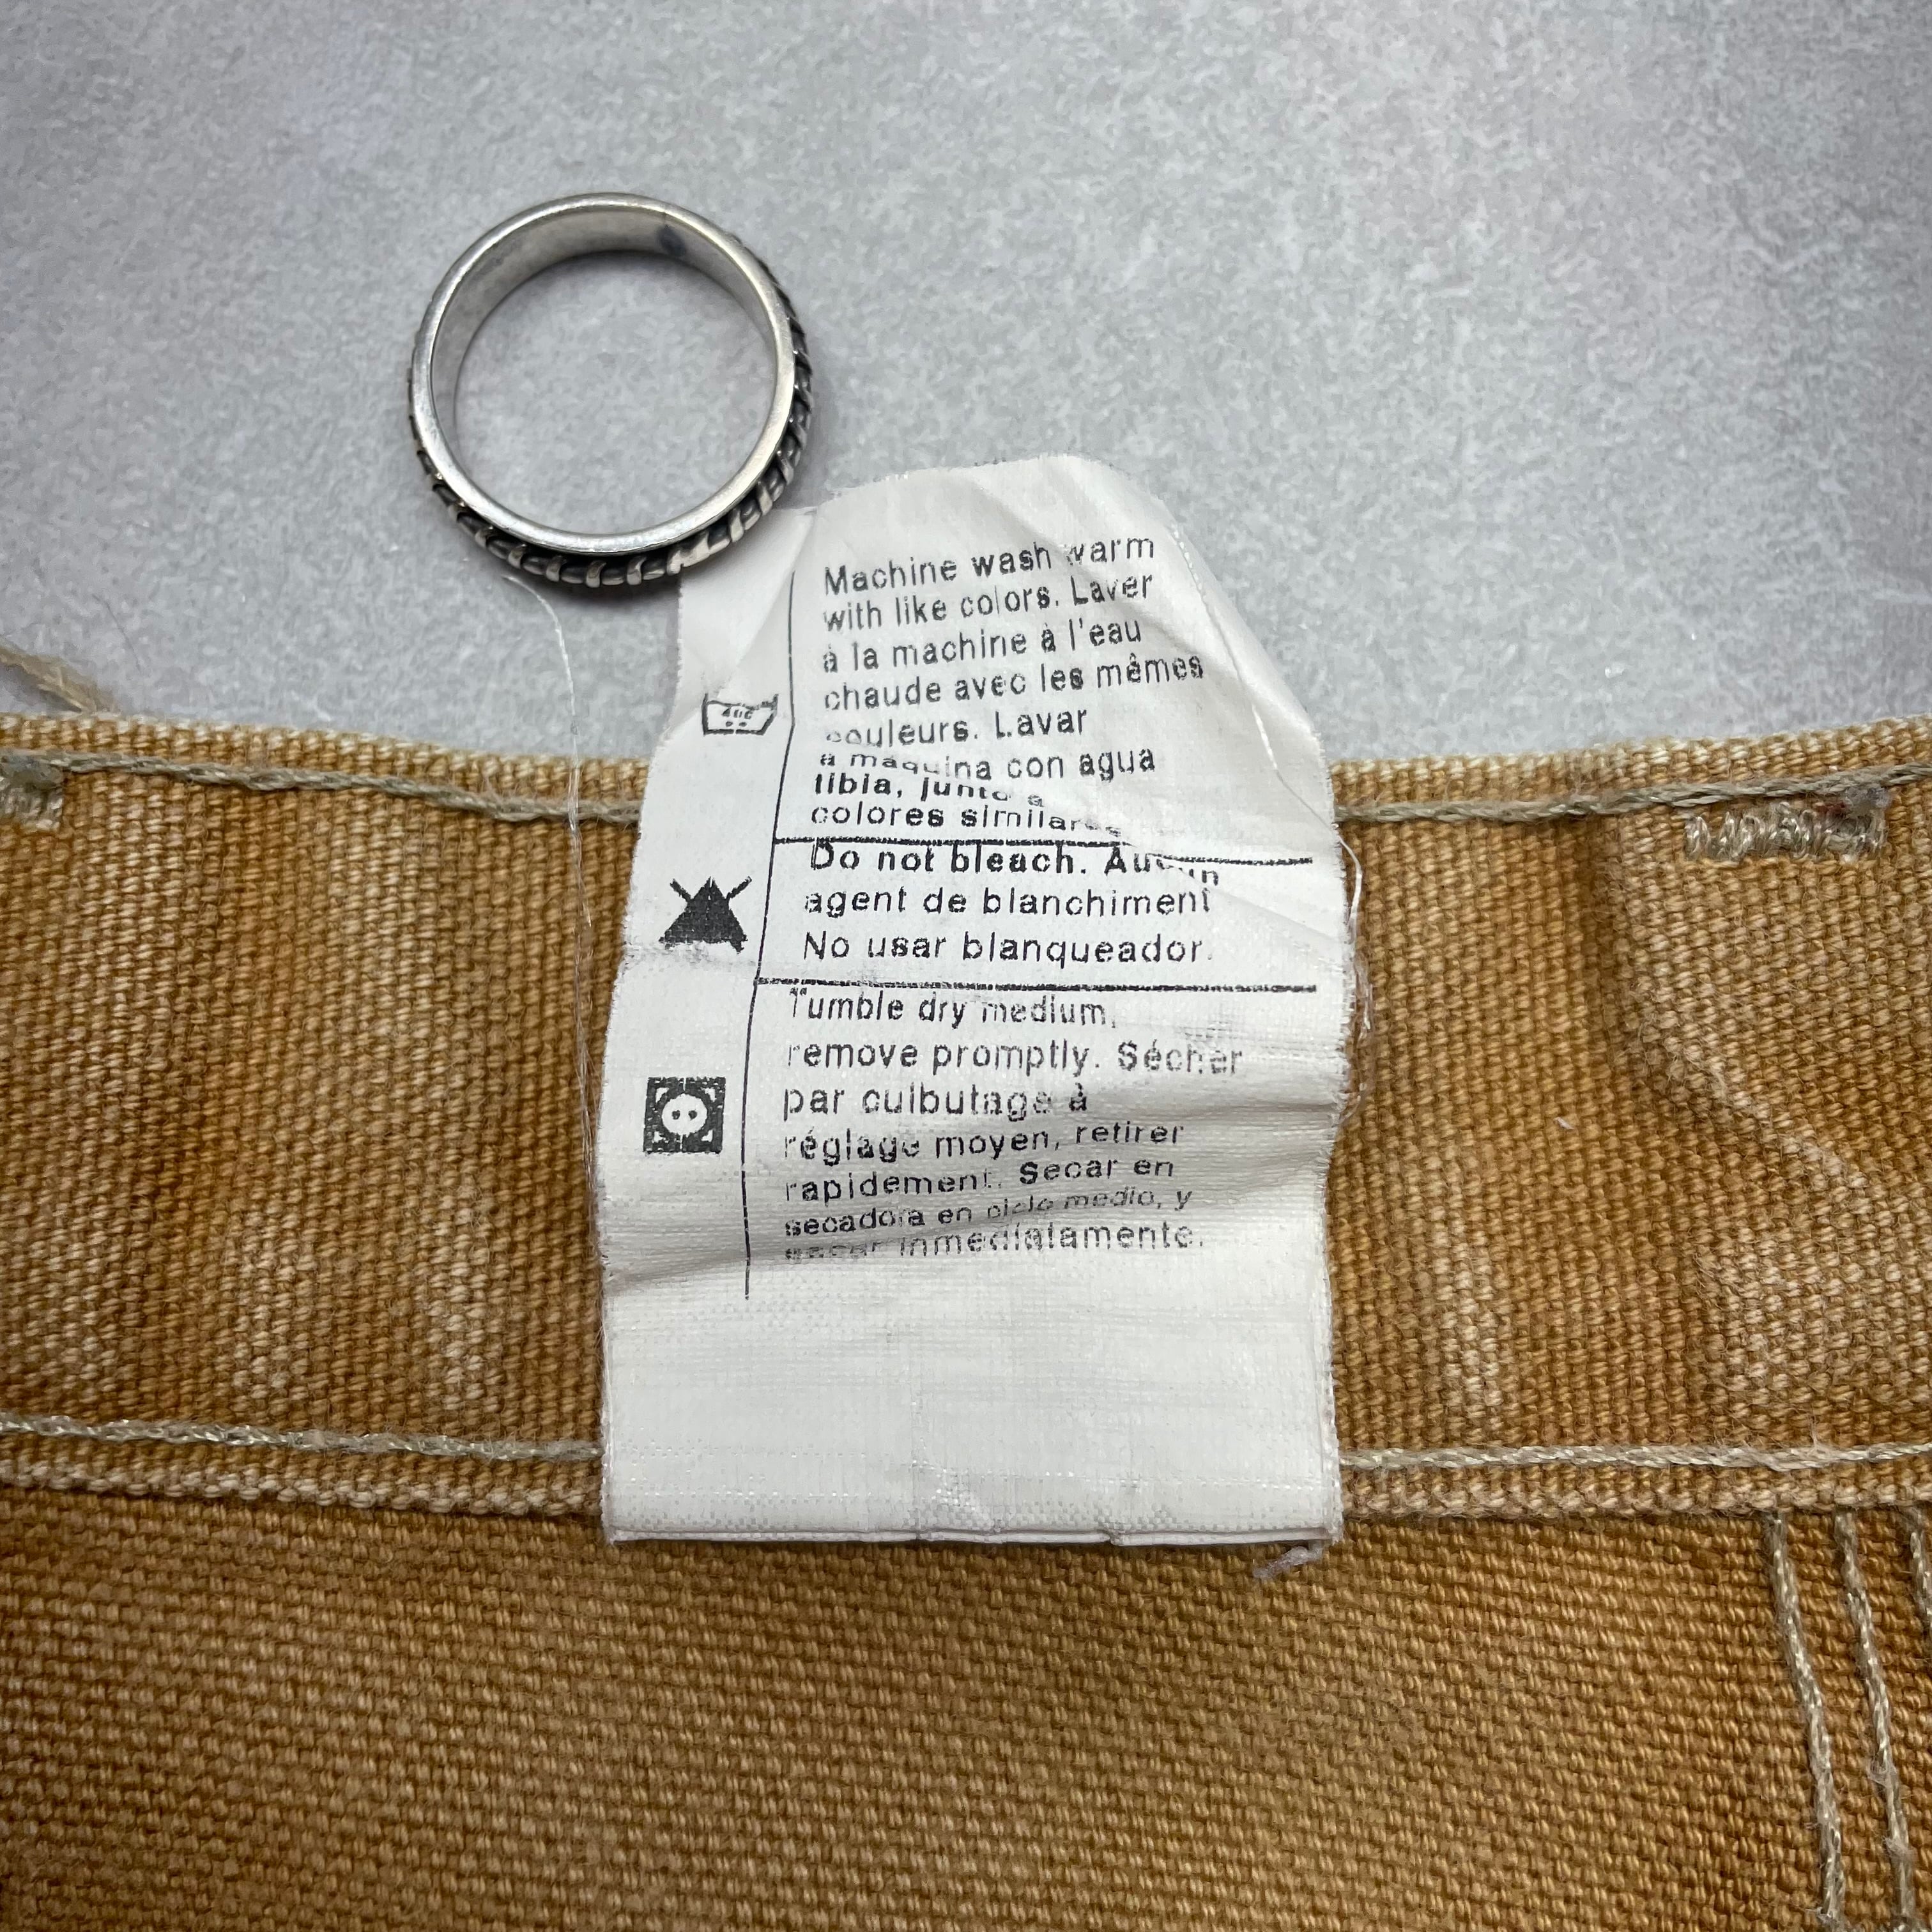 Machine wash warm
with like colors. Laver
à la machine à l'eau
chaude avec les mêmes
couleurs. Lavar
a maquina con agua
tibia, junto a
colores similares
40C
Do not bleach. Aucun
agent de blanchiment
No usar blanqueador.
Tumble dry medium,
remove promptly. Sécher
par culbutage à
réglage moyen, retirer
rapidement. Secar en
secadora en ciclo medio, y
inmediatamente.